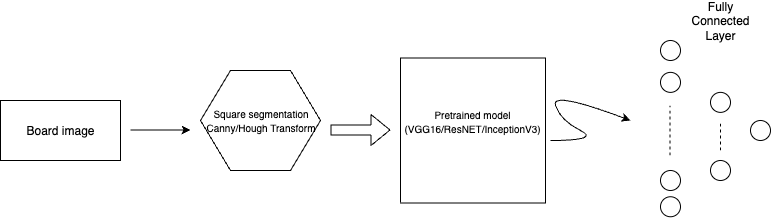 Fully
Connected
Layer
Board image
Square segmentation
Canny/Hough Transform
Pretrained model
(VGG16/ResNET/InceptionV3)